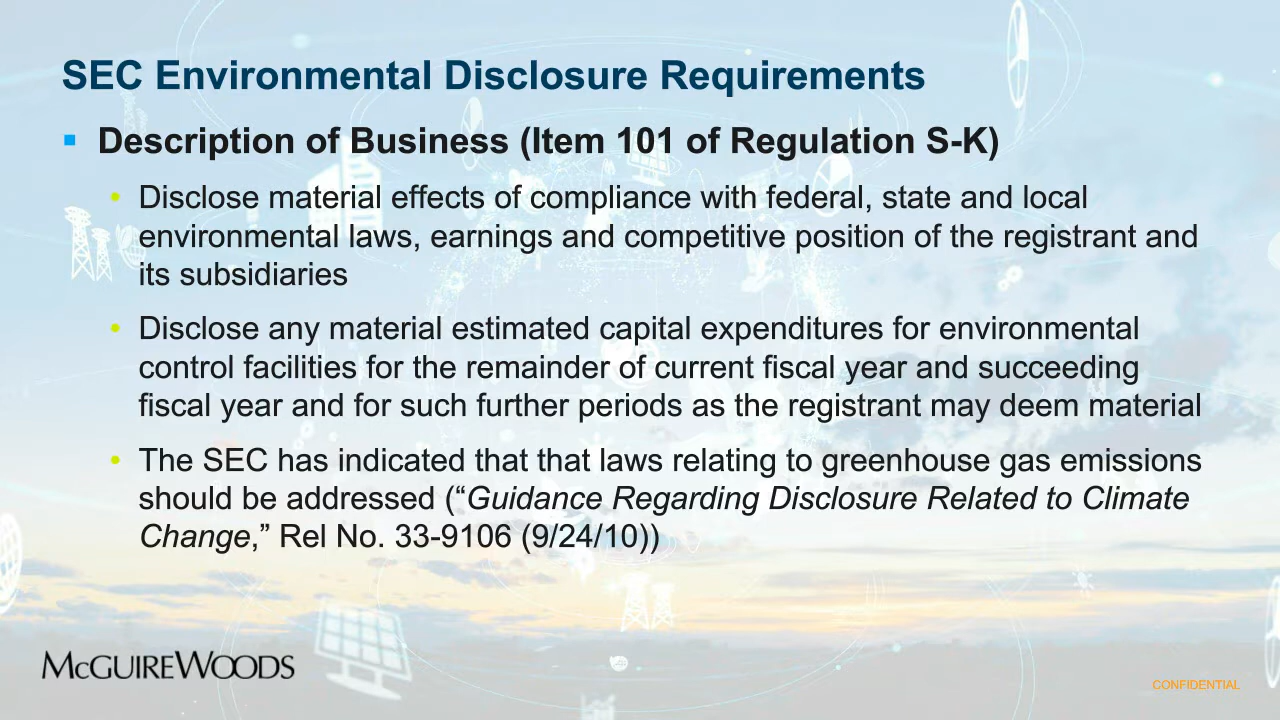 SEC Environmental Disclosure Requirements
Description of Business (Item 101 of Regulation S-K)
Disclose material effects of compliance with federal, state and local
environmental laws, earnings and competitive position of the registrant and
its subsidiaries
Disclose any material estimated capital expenditures for environmental
control facilities for the remainder of current fiscal year and succeeding
fiscal year and for such further periods as the registrant may deem material
The SEC has indicated that that laws relating to greenhouse gas emissions
should be addressed (“Guidance Regarding Disclosure Related to Climate
Change,” Rel No. 33-9106 (9/24/10))
McGuireWoods
CONFIDENTIAL